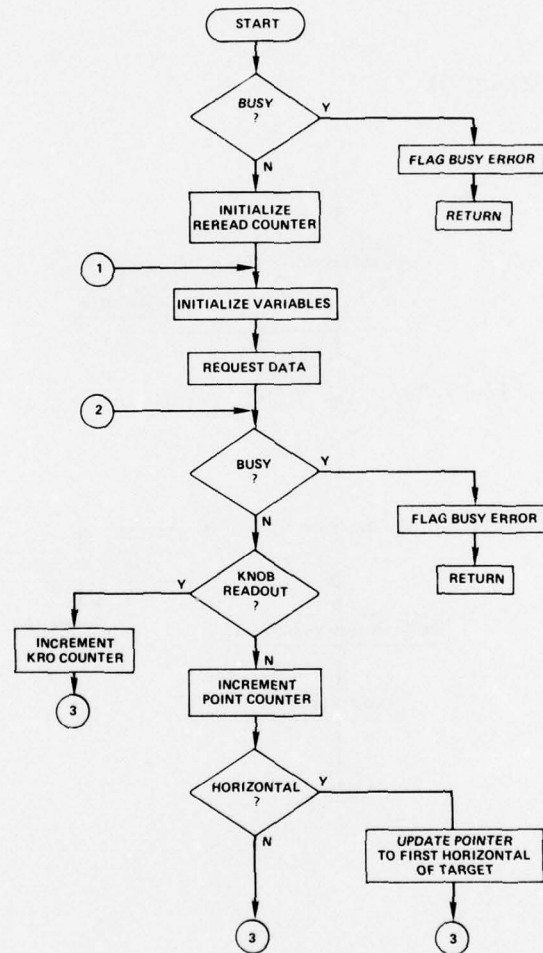 START
BUSY
?
Y
N
FLAG BUSY ERROR
RETURN
INITIALIZE
REREAD COUNTER
1
INITIALIZE VARIABLES
REQUEST DATA
2
BUSY
?
Y
N
FLAG BUSY ERROR
RETURN
KNOB
READOUT
?
Y
N
INCREMENT
KRO COUNTER
3
INCREMENT
POINT COUNTER
HORIZONTAL
?
Y
N
UPDATE POINTER
TO FIRST HORIZONTAL
OF TARGET
3
3